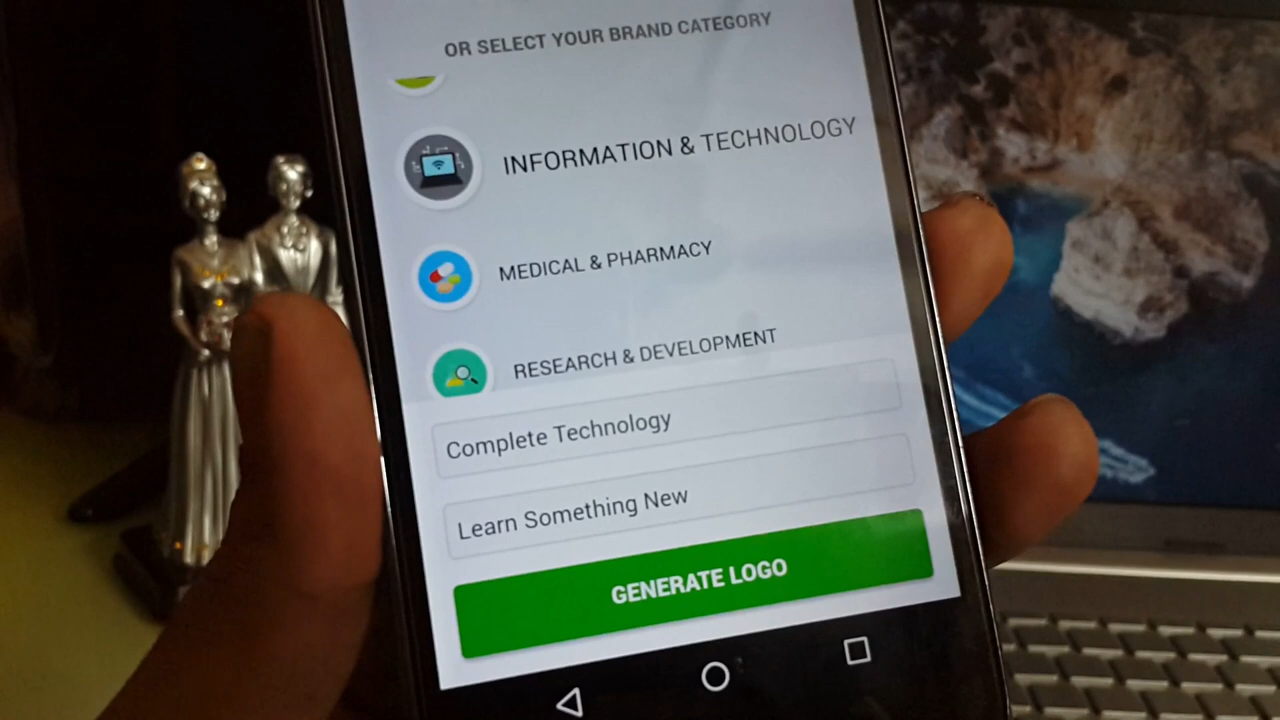 OR SELECT YOUR BRAND CATEGORY
INFORMATION & TECHNOLOGY
MEDICAL & PHARMACY
RESEARCH & DEVELOPMENT
Complete Technology
Learn Something New
GENERATE LOGO